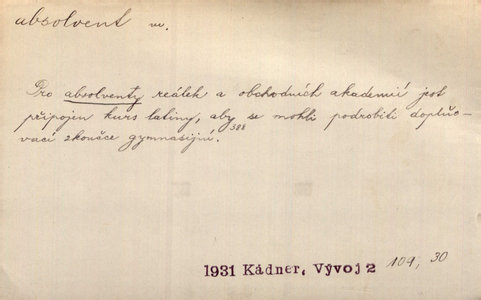 absolvent m.
Pro absolventy reálek a obchodních akademií jest
připojen kurs latiny, aby se mohli podrobiti doplňo-
vací zkoušce gymnasijní.
388
1931 Kádner, Vývoj 2 104, 30